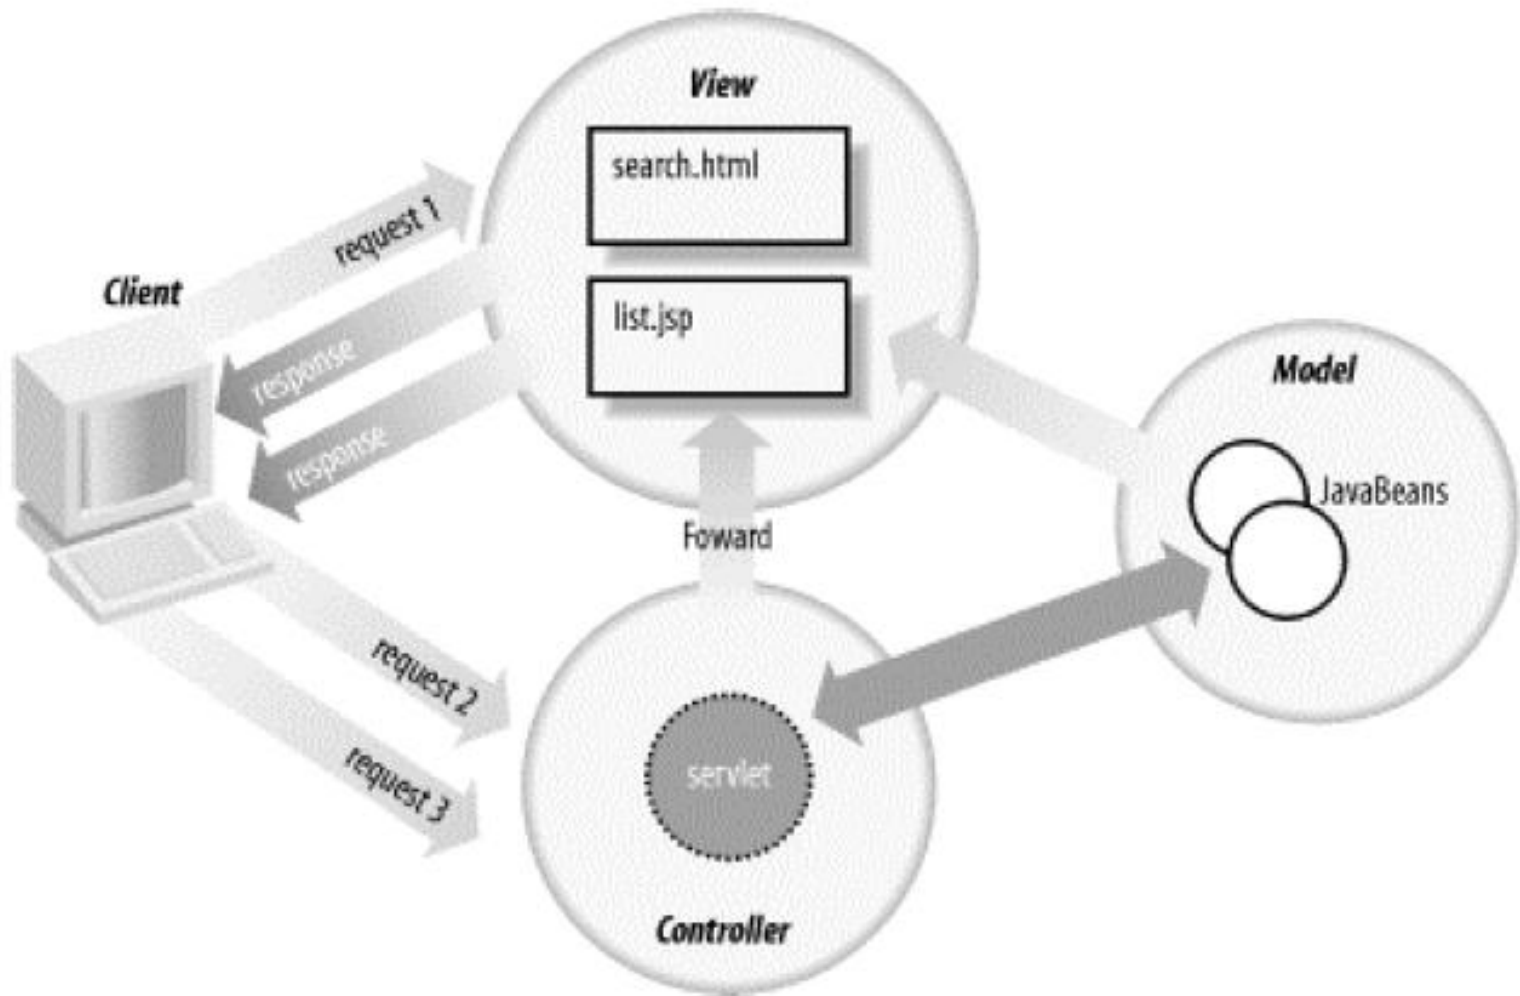 View
search.html
request 1
Client
list.jsp
response
Model
response
JavaBeans
Foward
request 2
servlet
request 3
Controller